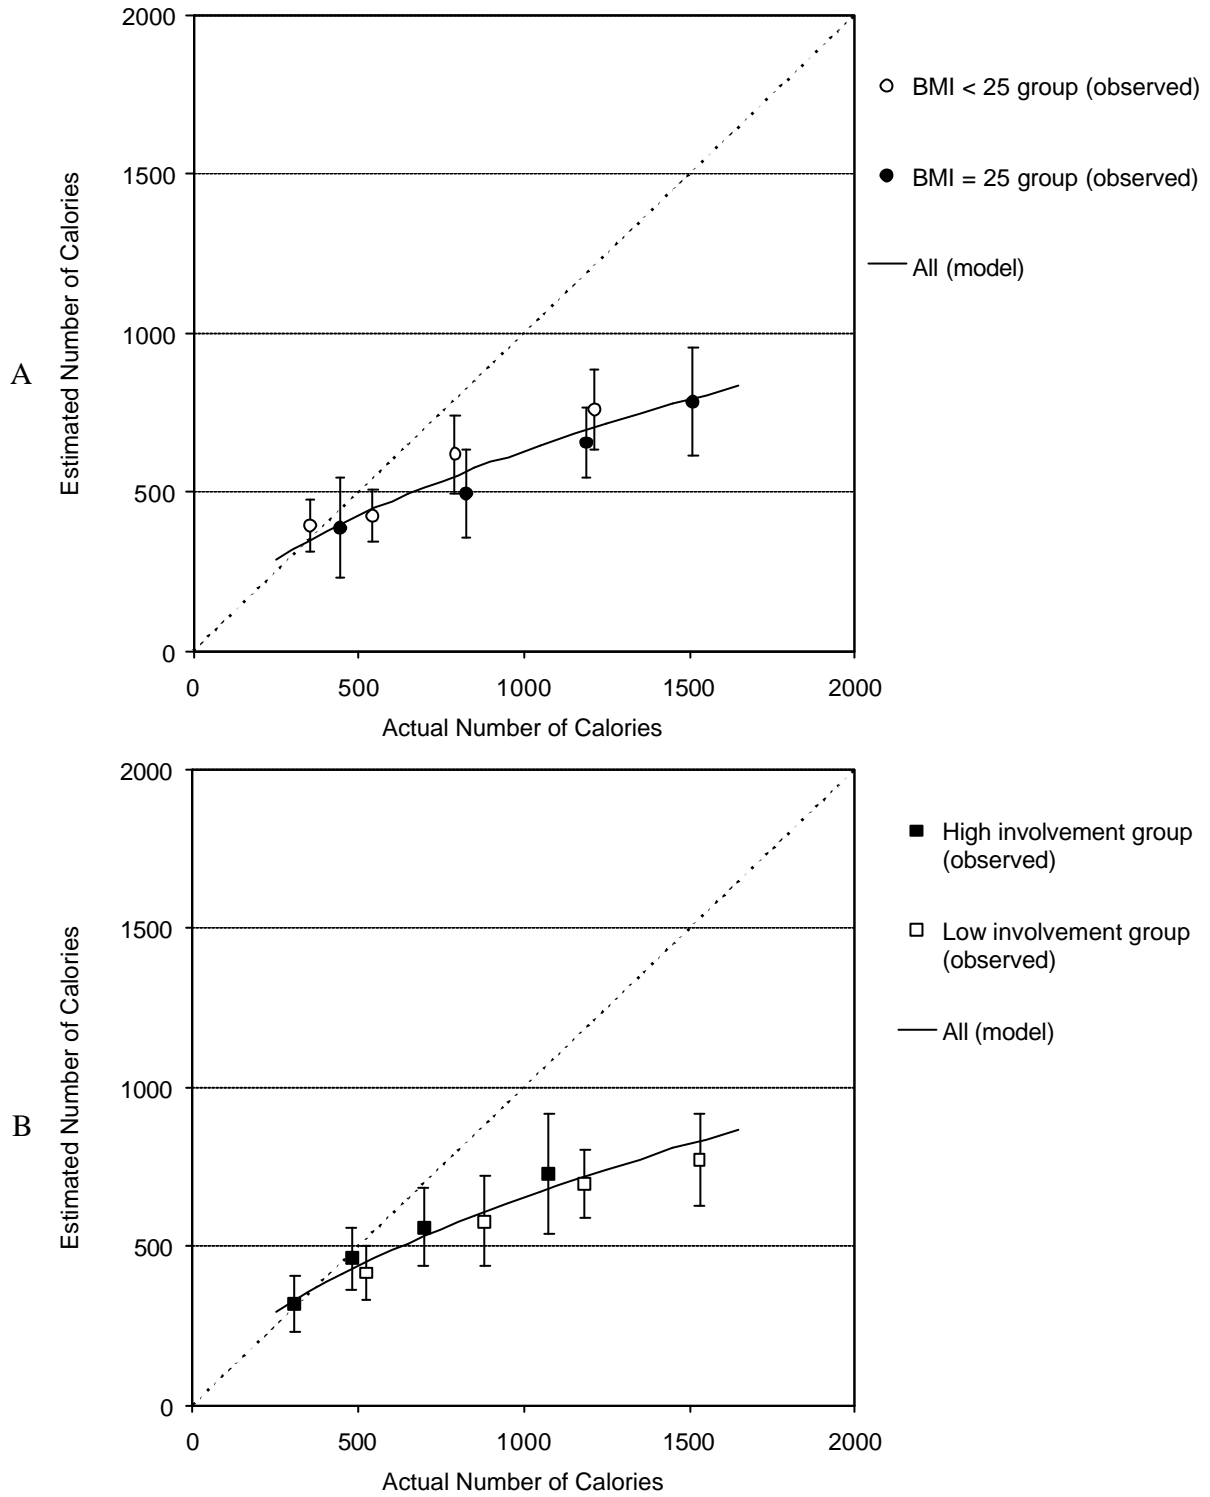 2000
1500
1000
500
0
0 500 1000 1500 2000
Estimated Number of Calories
Actual Number of Calories
A
BMI < 25 group (observed)
BMI = 25 group (observed)
All (model)
2000
1500
1000
500
0
0 500 1000 1500 2000
Estimated Number of Calories
Actual Number of Calories
B
High involvement group
(observed)
Low involvement group
(observed)
All (model)